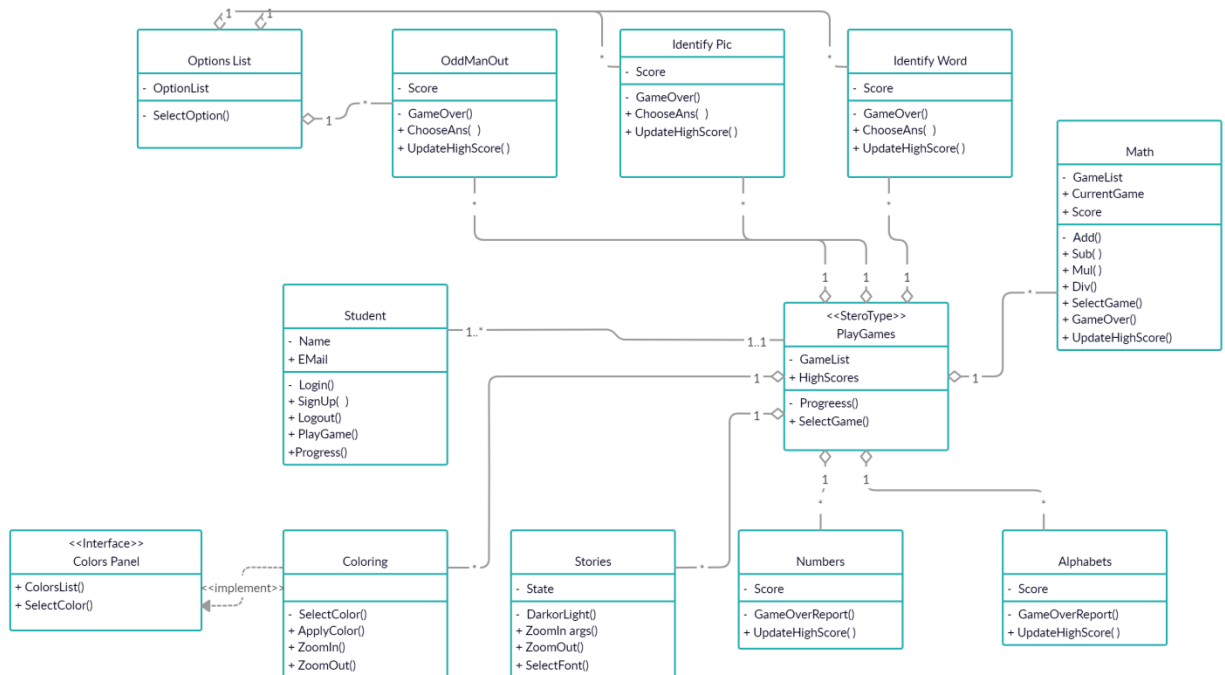 1
1
*
*
Options List
- OptionList
- SelectOption()
1
*
OddManOut
- Score
- GameOver()
+ ChooseAns( )
+ UpdateHighScore( )
Identify Pic
- Score
- GameOver()
+ ChooseAns( )
+ UpdateHighScore( )
Identify Word
- Score
- GameOver()
+ ChooseAns( )
+ UpdateHighScore( )
Math
- GameList
+ CurrentGame
+ Score
- Add()
+ Sub( )
+ Mul( )
+ Div()
+ SelectGame()
+ GameOver()
+ UpdateHighScore()
*
*
*
1
1
1
Student
- Name
+ EMail
- Login()
+ SignUp( )
+ Logout()
+ PlayGame()
+Progress()
1..*
1..1
<<SteroType>>
PlayGames
- GameList
+ HighScores
- Progreess()
+ SelectGame()
1
*
1
1
1
1
*
*
<<Interface>>
Colors Panel
+ ColorsList()
+ SelectColor()
<<implement>>
Coloring
- SelectColor()
+ ApplyColor()
+ ZoomIn()
+ ZoomOut()
*
Stories
- State
- DarkorLight()
+ ZoomIn args()
+ ZoomOut()
+ SelectFont()
*
Numbers
- Score
- GameOverReport()
+ UpdateHighScore( )
Alphabets
- Score
- GameOverReport()
+ UpdateHighScore( )